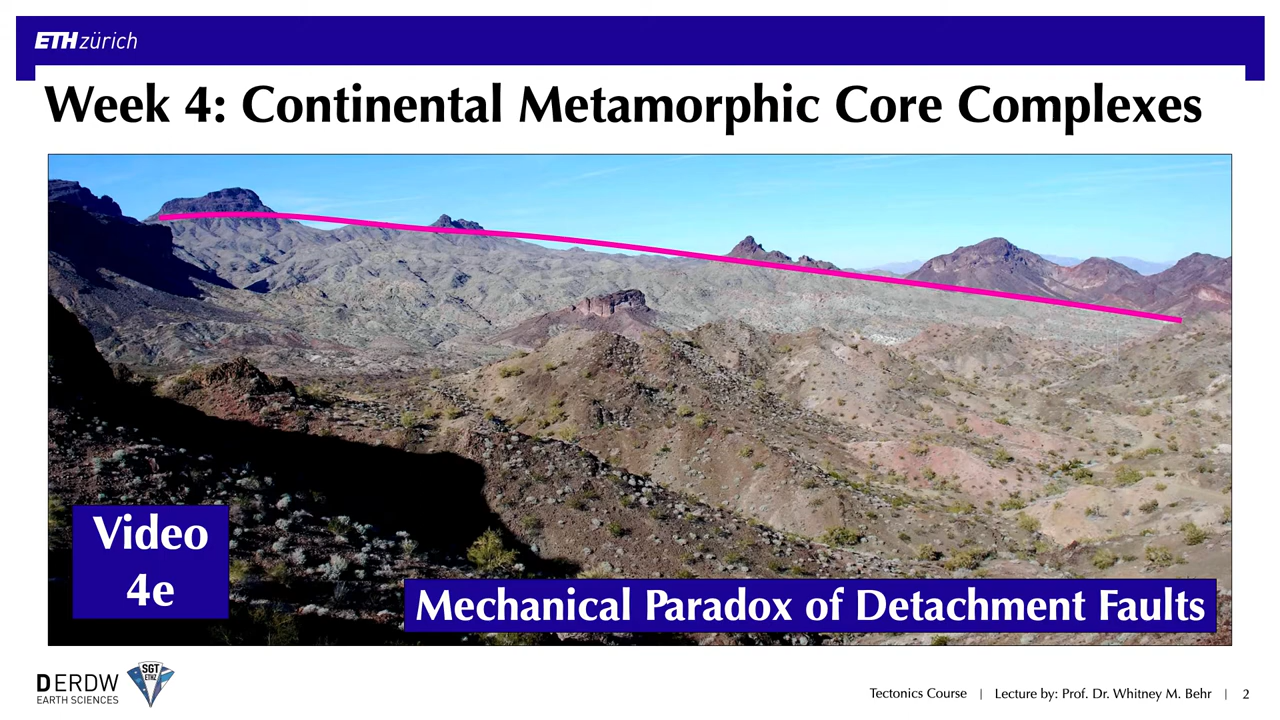 ETH zürich
Week 4: Continental Metamorphic Core Complexes
Video
4e
Mechanical Paradox of Detachment Faults
D ERDW
EARTH SCIENCES
SGT
ETHZ
Tectonics Course | Lecture by: Prof. Dr. Whitney M. Behr | 2